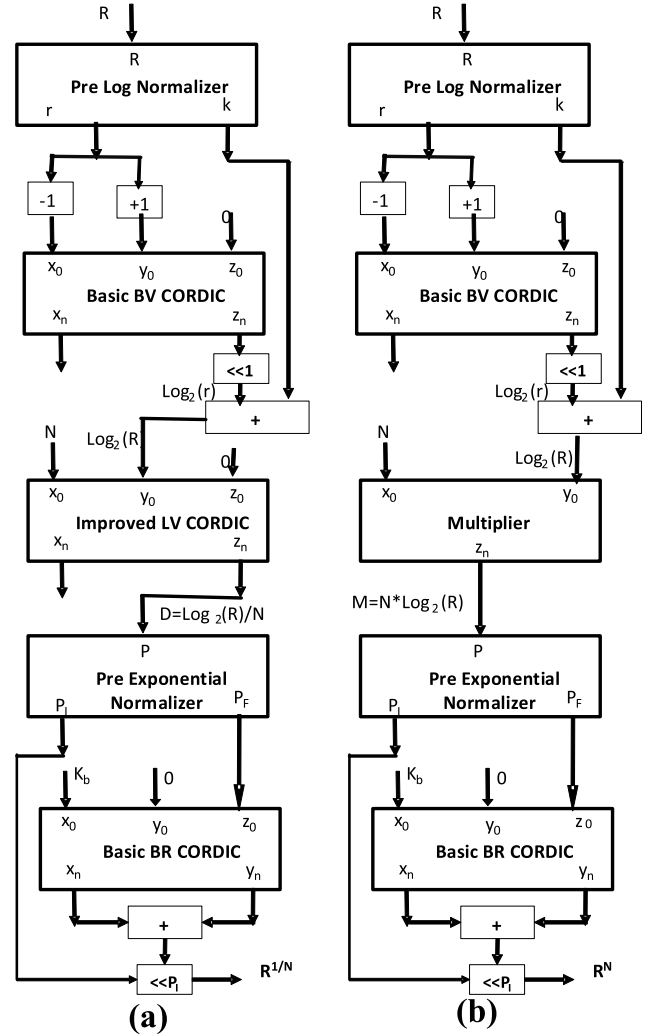 R
R
Pre Log Normalizer
r
k
-1
+1
0
x0
y0
z0
Basic BV CORDIC
xn
zn
<<1
Log2(r)
+
Log2(R)
N
0
x0
y0
z0
Improved LV CORDIC
xn
zn
D=Log 2(R)/N
P
Pre Exponential
Normalizer
PI
PF
Kb
0
x0
y0
z0
Basic BR CORDIC
xn
yn
+
<<PI
R1/N
(a)
R
R
Pre Log Normalizer
r
k
-1
+1
0
x0
y0
z0
Basic BV CORDIC
xn
zn
<<1
Log2(r)
+
Log2(R)
N
x0
y0
Multiplier
zn
M=N*Log2(R)
P
Pre Exponential
Normalizer
PI
PF
Kb
0
x0
y0
z0
Basic BR CORDIC
xn
yn
+
<<PI
RN
(b)